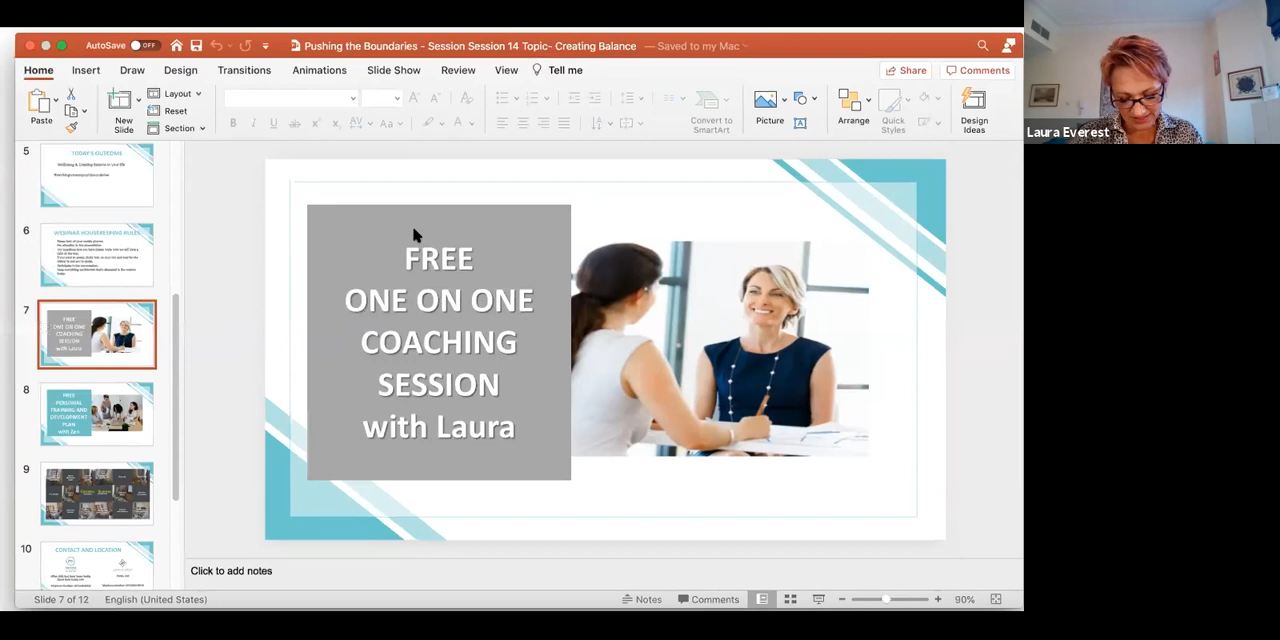 AutoSave OFF
Pushing the Boundaries - Session Session 14 Topic- Creating Balance — Saved to my Mac
Laura Everest
Home Insert Draw Design Transitions Animations Slide Show Review View Tell me Share Comments
Paste
New Slide
Layout
Reset
Section
Convert to SmartArt
Picture
Arrange
Quick Styles
Design Ideas
5
TODAY'S OUTCOME
6
WEBINAR HOUSEKEEPING RULES
7
FREE
ONE ON ONE
COACHING
SESSION
with Laura
8
FREE
PERSONAL
TRAINING AND
DEVELOPMENT
PLAN
9
10
CONTACT AND LOCATION
FREE
ONE ON ONE
COACHING
SESSION
with Laura
Click to add notes
Slide 7 of 12 English (United States) Notes Comments 90%